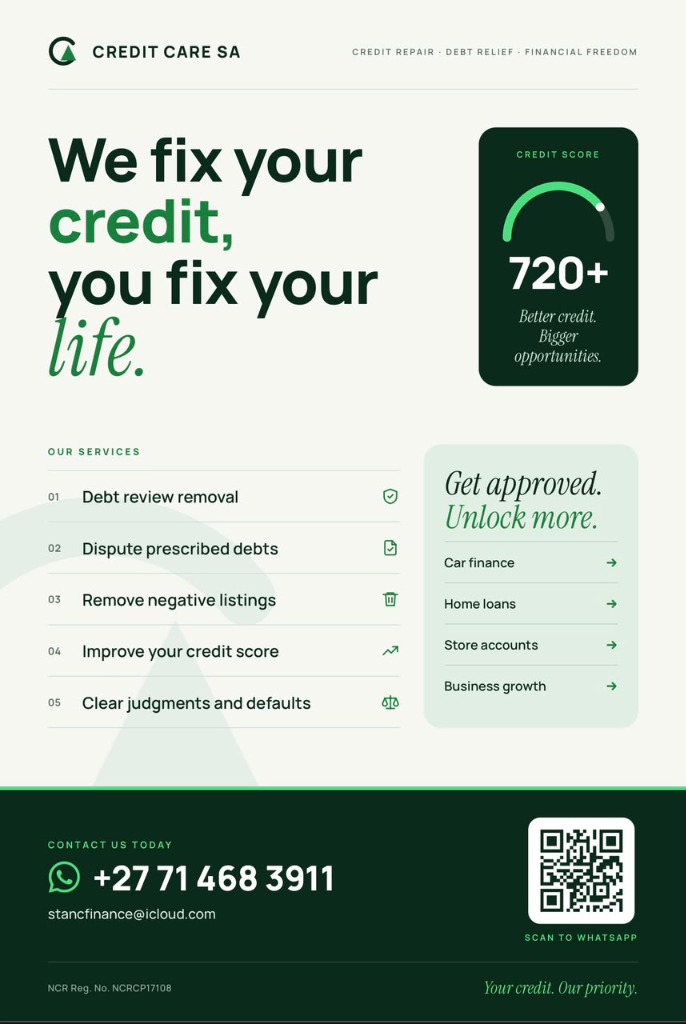 CREDIT CARE SA
CREDIT REPAIR · DEBT RELIEF · FINANCIAL FREEDOM
We fix your
credit,
you fix your
life.
CREDIT SCORE
720+
Better credit.
Bigger
opportunities.
OUR SERVICES
01 Debt review removal
02 Dispute prescribed debts
03 Remove negative listings
04 Improve your credit score
05 Clear judgments and defaults
Get approved.
Unlock more.
Car finance
Home loans
Store accounts
Business growth
CONTACT US TODAY
+27 71 468 3911
stancfinance@icloud.com
SCAN TO WHATSAPP
NCR Reg. No. NCRCP17108
Your credit. Our priority.